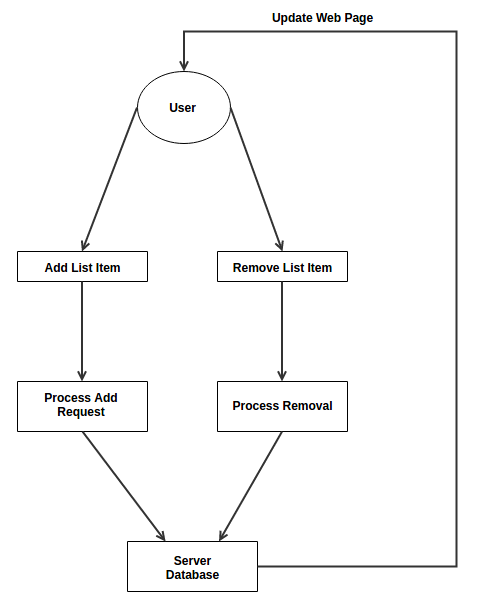 Update Web Page
User
Add List Item
Remove List Item
Process Add
Request
Process Removal
Server
Database